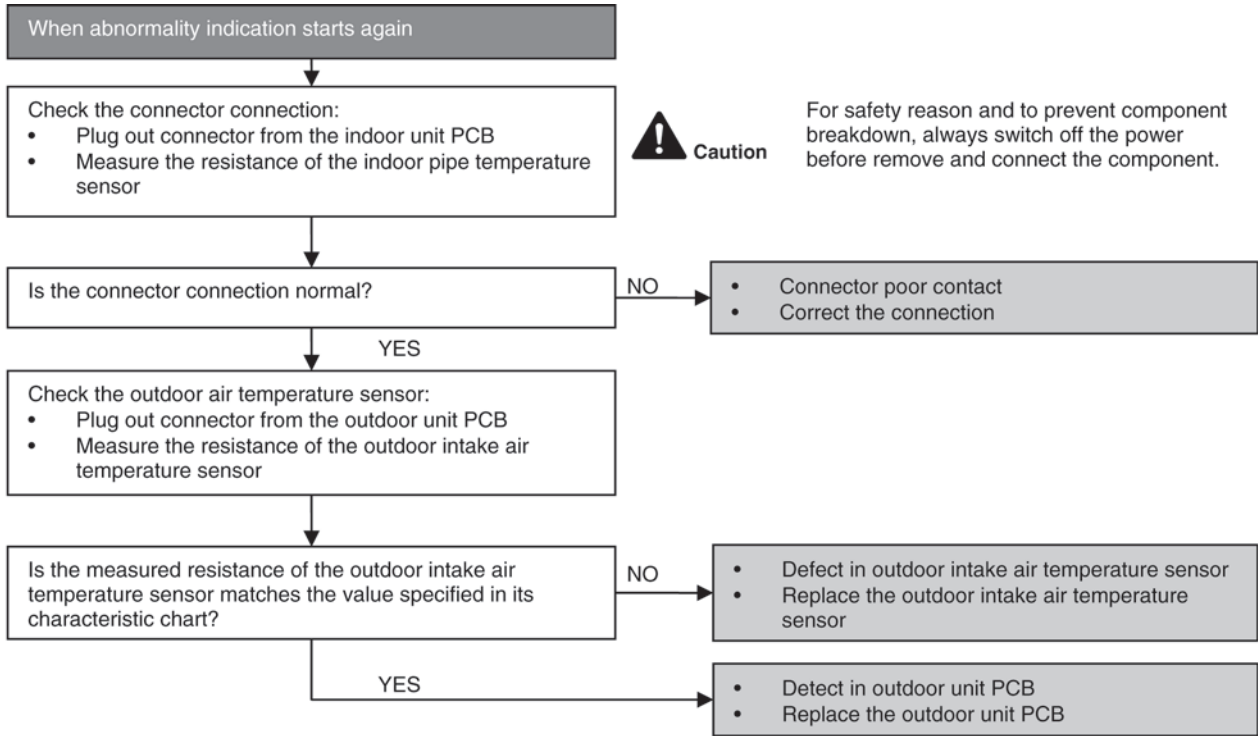 When abnormality indication starts again
Check the connector connection:
• Plug out connector from the indoor unit PCB
• Measure the resistance of the indoor pipe temperature
sensor
Caution
For safety reason and to prevent component
breakdown, always switch off the power
before remove and connect the component.
Is the connector connection normal?
NO
• Connector poor contact
• Correct the connection
YES
Check the outdoor air temperature sensor:
• Plug out connector from the outdoor unit PCB
• Measure the resistance of the outdoor intake air
temperature sensor
Is the measured resistance of the outdoor intake air
temperature sensor matches the value specified in its
characteristic chart?
NO
• Defect in outdoor intake air temperature sensor
• Replace the outdoor intake air temperature
sensor
YES
• Detect in outdoor unit PCB
• Replace the outdoor unit PCB